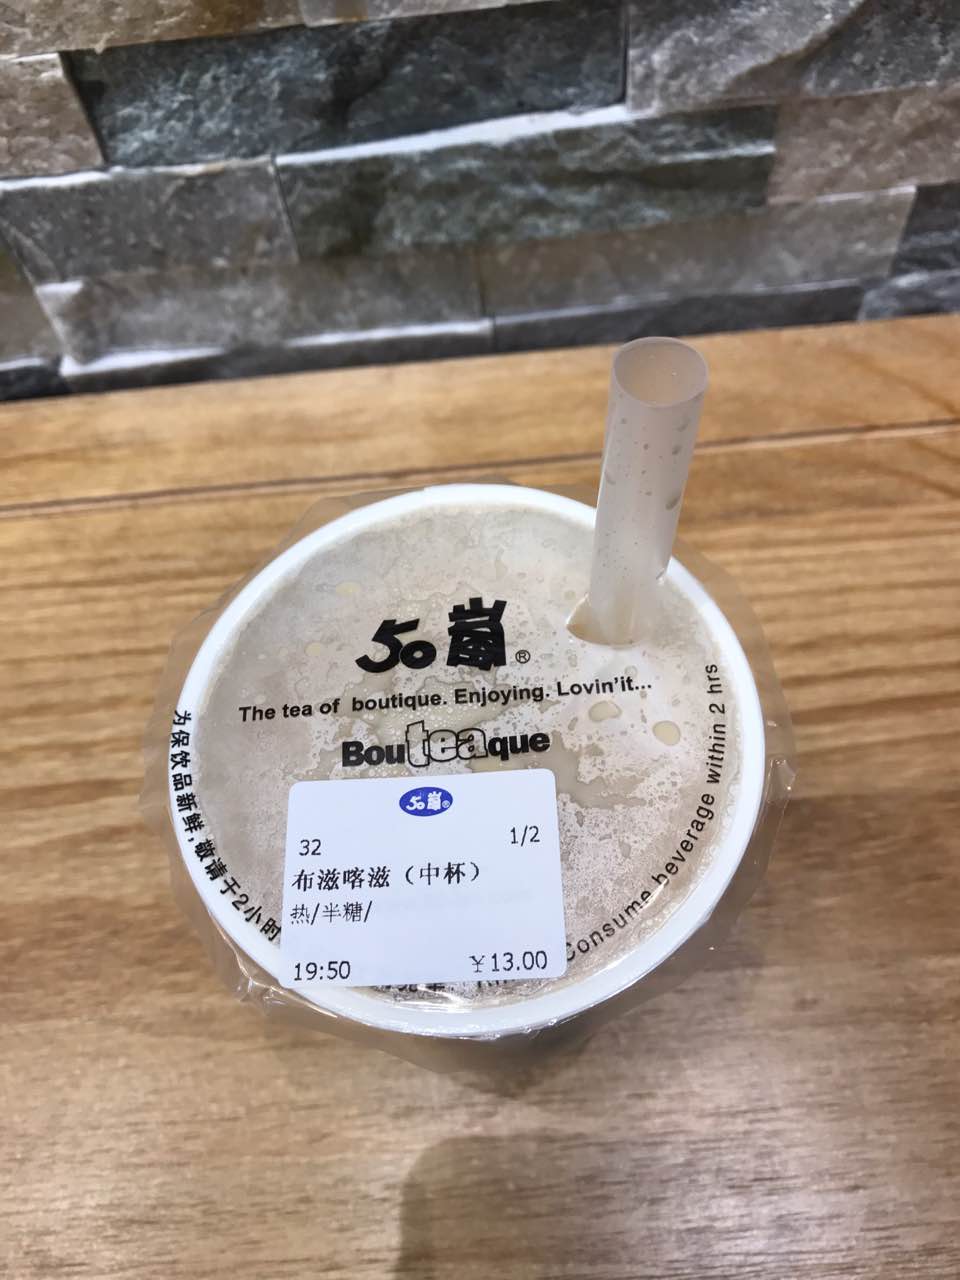 50嵐®
The tea of boutique. Enjoying. Lovin'it...
Bouteaque
为保饮品新鲜,敬请于2小时
Consume beverage within 2 hrs
50嵐®
32 1/2
布滋喀滋（中杯）
热/半糖/
19:50 ￥13.00